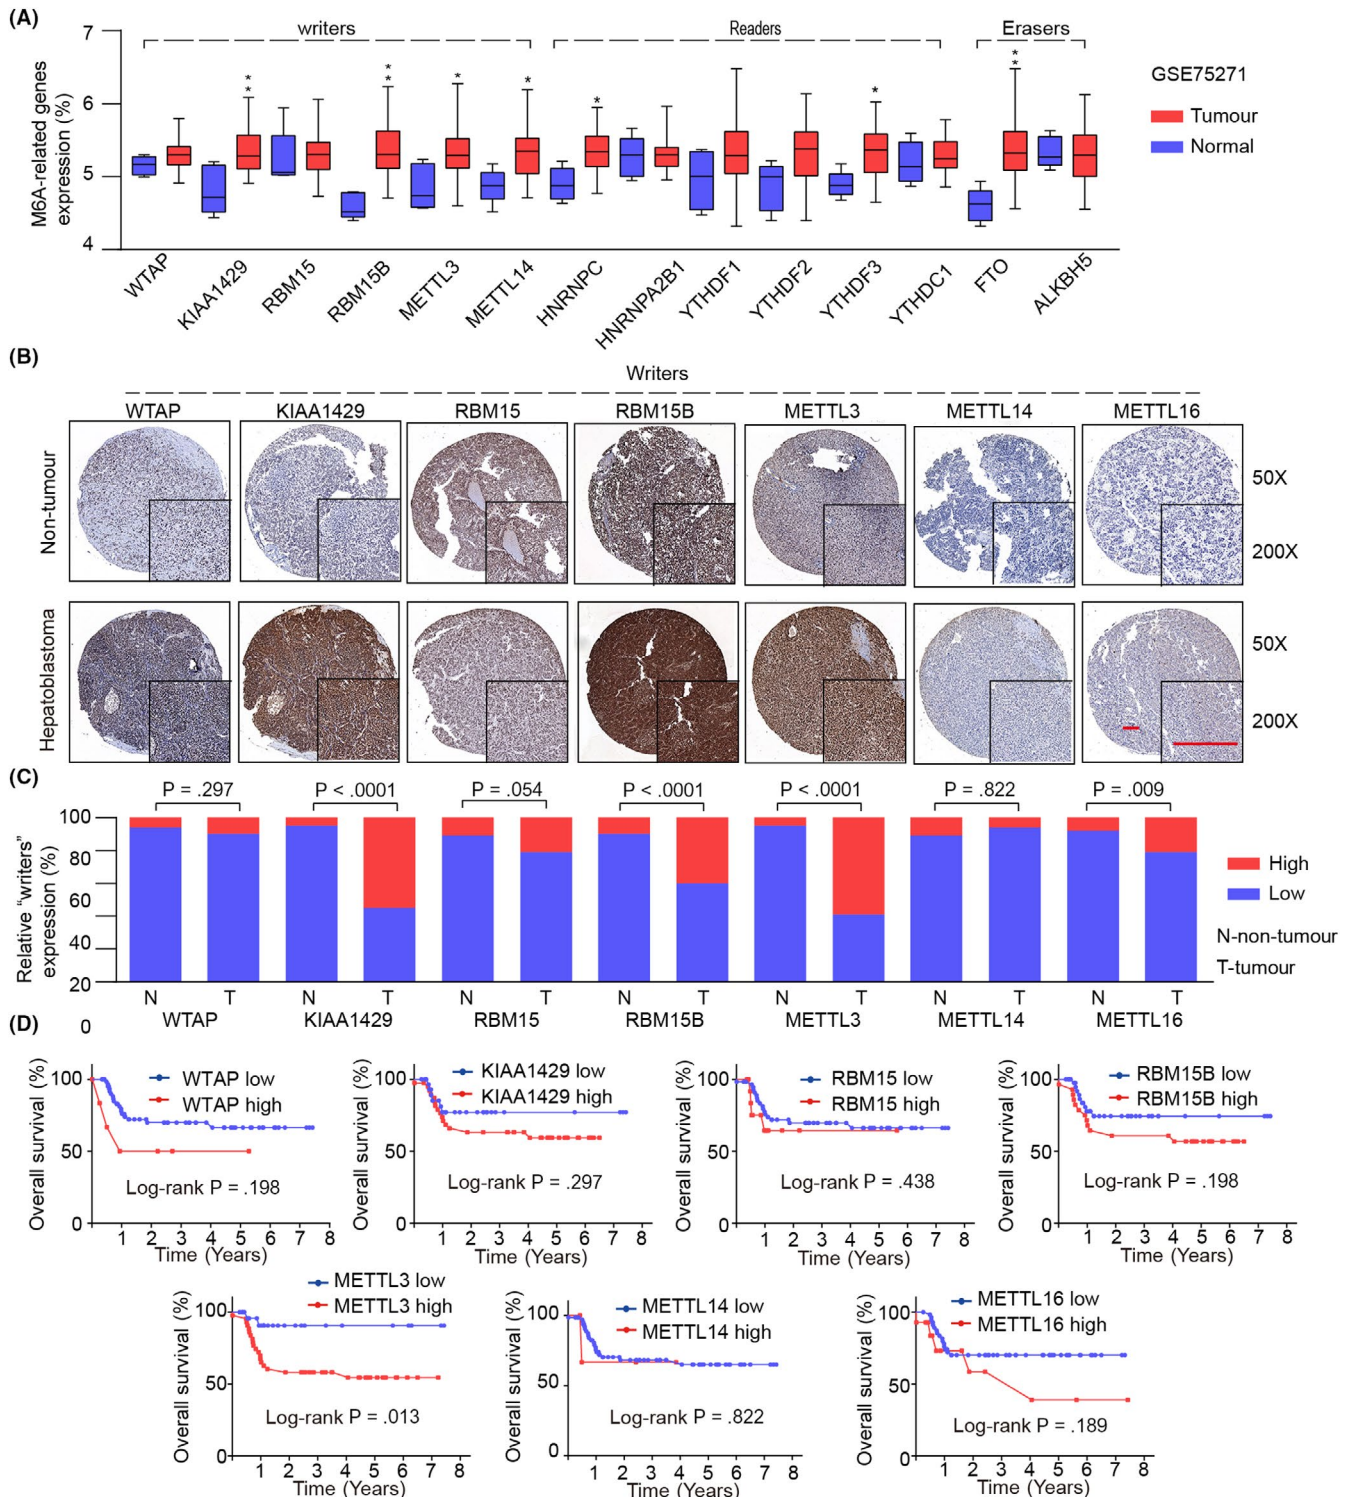 (A)
7
6
5
4
M6A-related genes
expression (%)
writers
Readers
Erasers
* *
* *
*
*
*
*
* *
GSE75271
Tumour
Normal
WTAP KIAA1429 RBM15 RBM15B METTL3 METTL14 HNRNPC HNRNPA2B1 YTHDF1 YTHDF2 YTHDF3 YTHDC1 FTO ALKBH5
(B)
Writers
WTAP KIAA1429 RBM15 RBM15B METTL3 METTL14 METTL16
Non-tumour
50X
200X
Hepatoblastoma
50X
200X
(C)
P = .297 P < .0001 P = .054 P < .0001 P < .0001 P = .822 P = .009
Relative “writers”
expression (%)
100
80
60
40
20
0
High
Low
N-non-tumour
T-tumour
N T N T N T N T N T N T N T
WTAP KIAA1429 RBM15 RBM15B METTL3 METTL14 METTL16
(D)
Overall survival (%)
100
50
0
WTAP low
WTAP high
Log-rank P = .198
1 2 3 4 5 6 7 8
Time (Years)
Overall survival (%)
100
50
0
KIAA1429 low
KIAA1429 high
Log-rank P = .297
1 2 3 4 5 6 7 8
Time (Years)
Overall survival (%)
100
50
0
RBM15 low
RBM15 high
Log-rank P = .438
1 2 3 4 5 6 7 8
Time (Years)
Overall survival (%)
100
50
0
RBM15B low
RBM15B high
Log-rank P = .198
1 2 3 4 5 6 7 8
Time (Years)
Overall survival (%)
100
50
0
METTL3 low
METTL3 high
Log-rank P = .013
1 2 3 4 5 6 7 8
Time (Years)
Overall survival (%)
100
50
0
METTL14 low
METTL14 high
Log-rank P = .822
1 2 3 4 5 6 7 8
Time (Years)
Overall survival (%)
100
50
0
METTL16 low
METTL16 high
Log-rank P = .189
1 2 3 4 5 6 7 8
Time (Years)